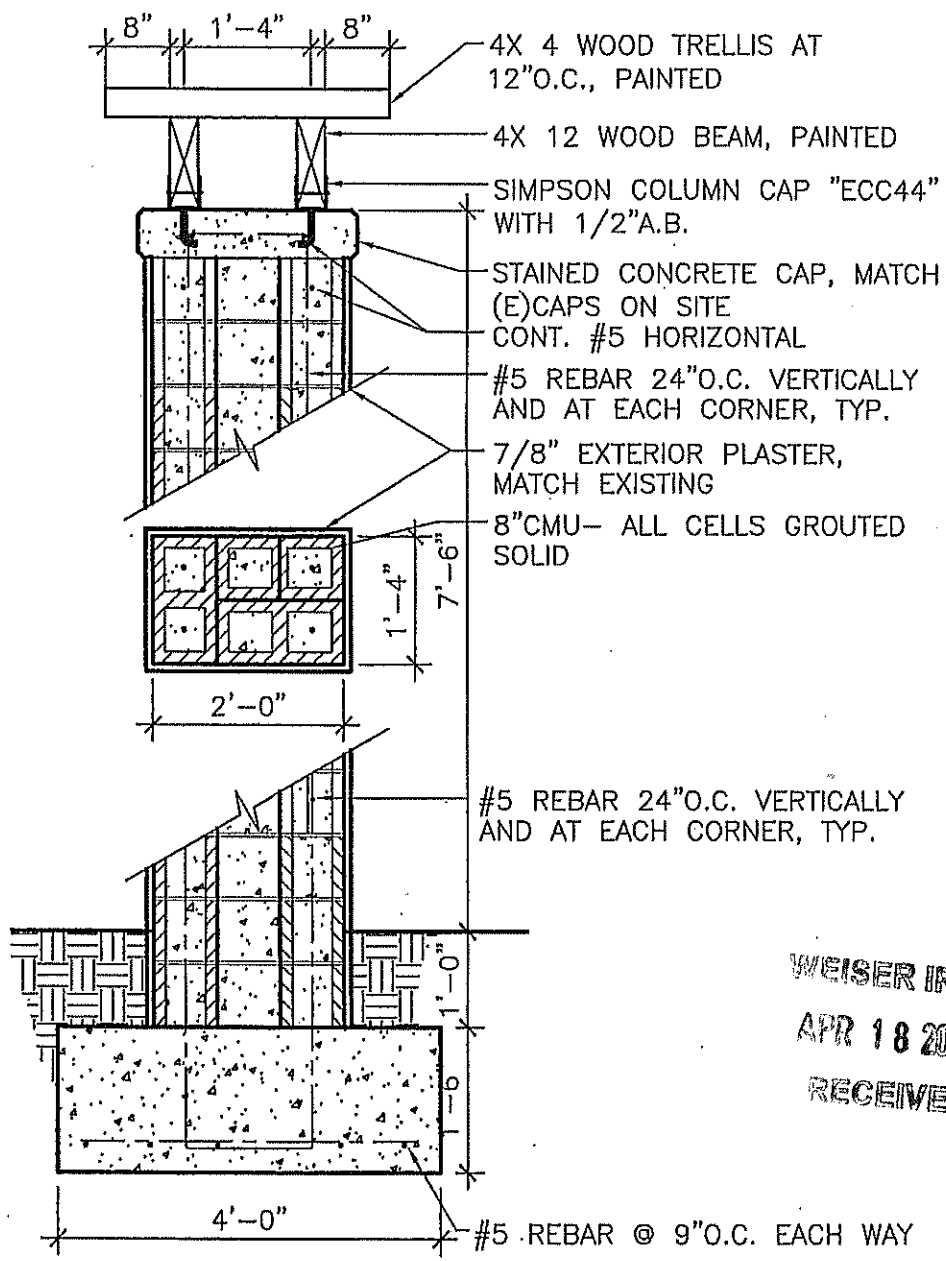 8" 1'-4" 8"
4X 4 WOOD TRELLIS AT
12"O.C., PAINTED
4X 12 WOOD BEAM, PAINTED
SIMPSON COLUMN CAP "ECC44"
WITH 1/2"A.B.
STAINED CONCRETE CAP, MATCH
(E)CAPS ON SITE
CONT. #5 HORIZONTAL
#5 REBAR 24"O.C. VERTICALLY
AND AT EACH CORNER, TYP.
7/8" EXTERIOR PLASTER,
MATCH EXISTING
8"CMU- ALL CELLS GROUTED
SOLID
1'-4"
7'-6"
2'-0"
#5 REBAR 24"O.C. VERTICALLY
AND AT EACH CORNER, TYP.
1'-0"
WEISER
APR 18
4'-0"
#5 REBAR @ 9"O.C. EACH WAY